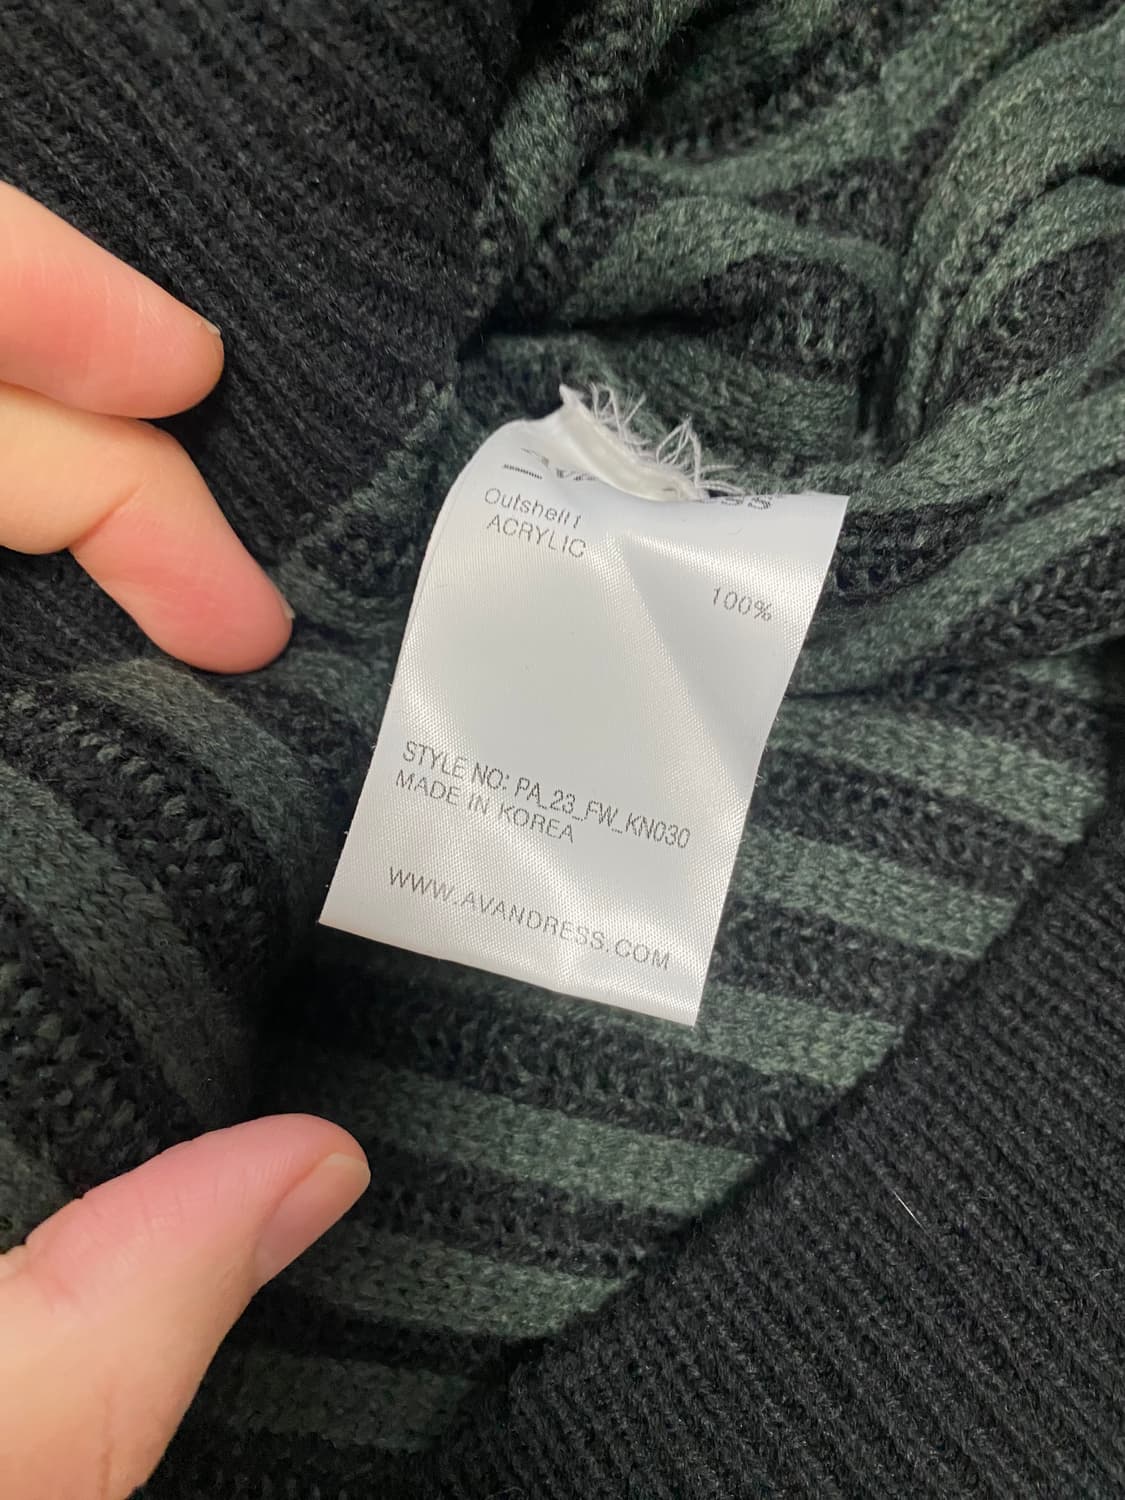 Outshell1
ACRYLIC
100%
STYLE NO: PA_23_FW_KN030
MADE IN KOREA
WWW.AVANDRESS.COM